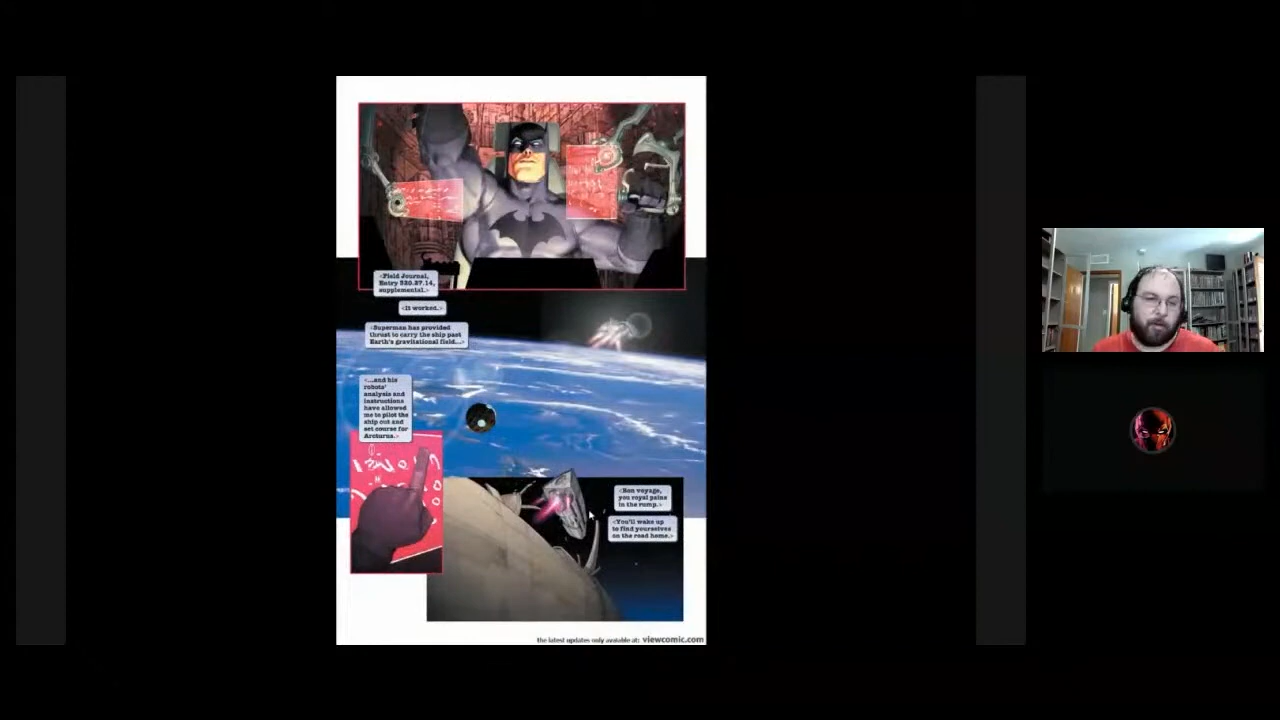 <Field Journal,
Entry 520.27.14,
supplemental.>
<It worked.>
<Superman has provided
thrust to carry the ship past
Earth's gravitational field...>
<...and his
robots'
analysis and
instructions
have allowed
me to pilot the
ship out and
set course for
Arcturus.>
<Bon voyage,
you royal pains
in the rump.>
<You'll wake up
to find yourselves
on the road home.>
the latest updates only avaiable at: viewcomic.com